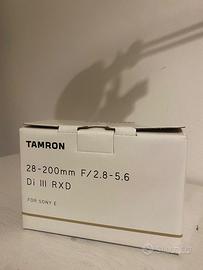 TAMRON
28-200mm F/2.8-5.6
Di III RXD
FOR SONY E